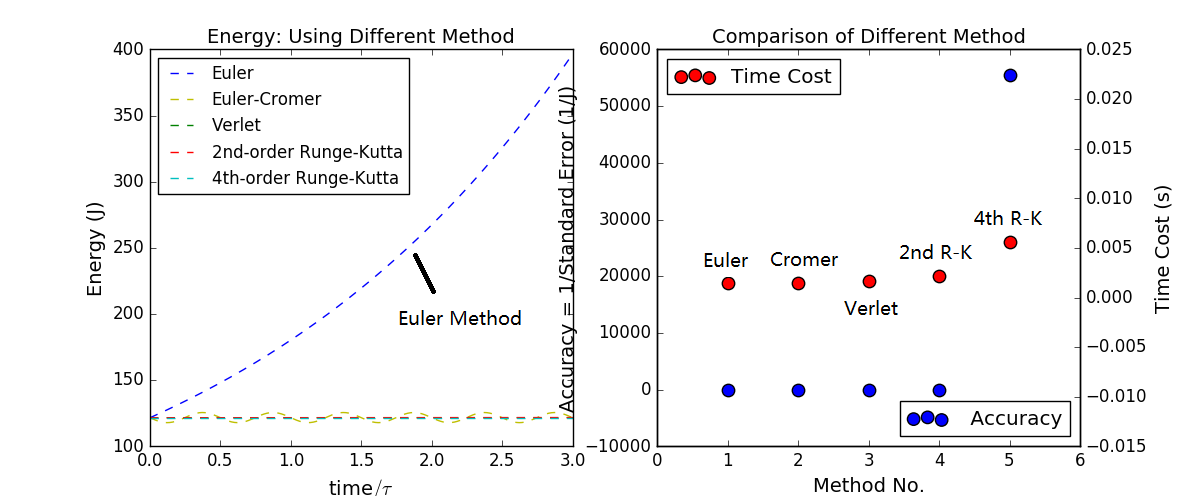 Energy: Using Different Method
400
350
300
250
200
150
100
Energy (J)
Euler
Euler-Cromer
Verlet
2nd-order Runge-Kutta
4th-order Runge-Kutta
Euler Method
0.0 0.5 1.0 1.5 2.0 2.5 3.0
time/τ
Comparison of Different Method
60000
50000
40000
30000
20000
10000
0
−10000
Accuracy = 1/Standard Error (1/J)
Time Cost
Euler
Cromer
Verlet
2nd R-K
4th R-K
Accuracy
0.025
0.020
0.015
0.010
0.005
0.000
−0.005
−0.010
−0.015
Time Cost (s)
0 1 2 3 4 5 6
Method No.